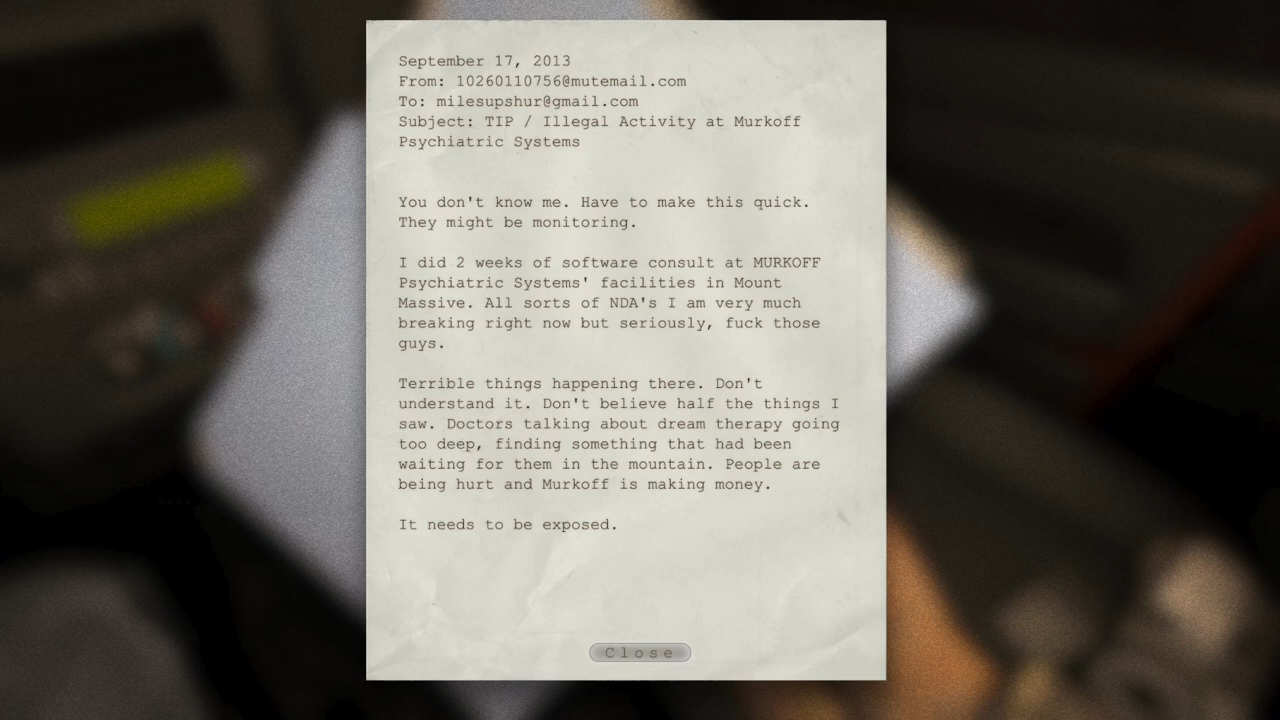 September 17, 2013
From: 10260110756@mutemail.com
To: milesupshur@gmail.com
Subject: TIP / Illegal Activity at Murkoff
Psychiatric Systems
You don't know me. Have to make this quick.
They might be monitoring.
I did 2 weeks of software consult at MURKOFF
Psychiatric Systems' facilities in Mount
Massive. All sorts of NDA's I am very much
breaking right now but seriously, fuck those
guys.
Terrible things happening there. Don't
understand it. Don't believe half the things I
saw. Doctors talking about dream therapy going
too deep, finding something that had been
waiting for them in the mountain. People are
being hurt and Murkoff is making money.
It needs to be exposed.
Close